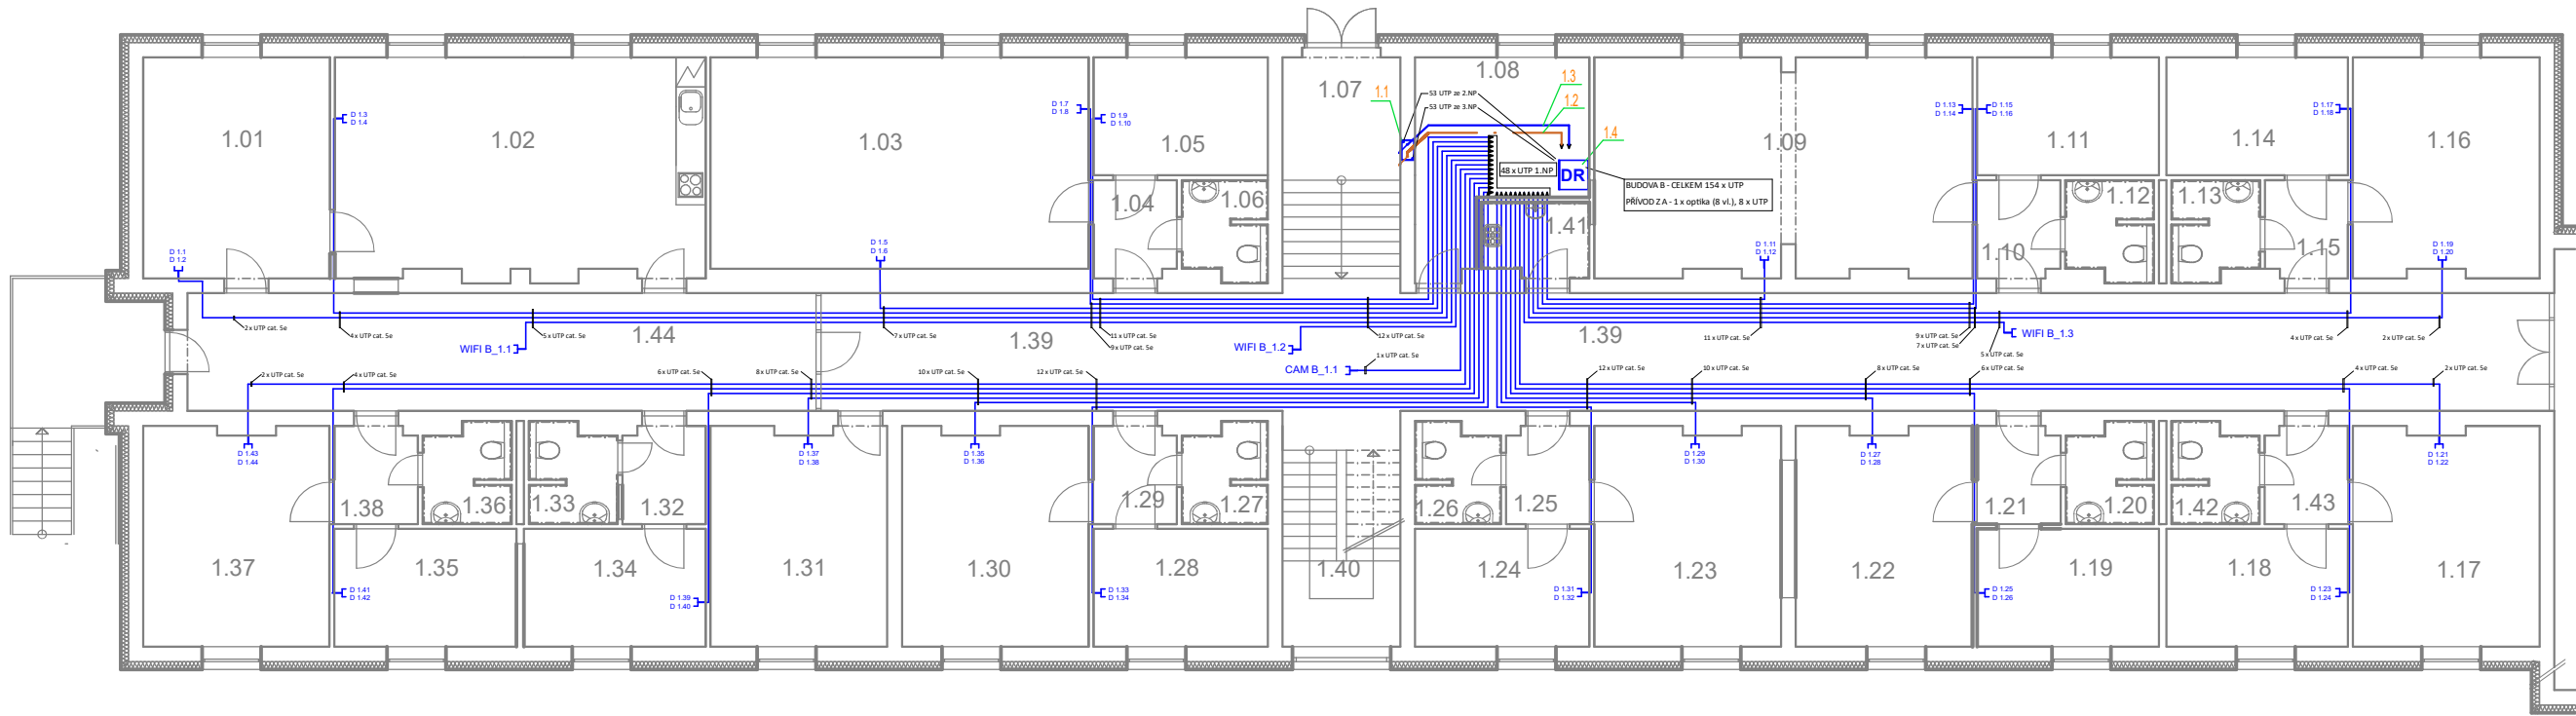 1.01
1.02
1.03
1.05
1.04
1.06
1.07
1.08
1.09
1.41
1.11
1.14
1.16
1.10
1.12
1.13
1.15
D 1.1
D 1.2
D 1.3
D 1.4
D 1.5
D 1.6
D 1.7
D 1.8
D 1.9
D 1.10
1.1
53 UTP ze 2.NP
53 UTP ze 3.NP
1.3
1.2
1.4
48 x UTP 1.NP
DR
BUDOVA B - CELKEM 154 x UTP
PŘÍVOD Z A - 1 x optika (8 vl.), 8 x UTP
D 1.11
D 1.12
D 1.13
D 1.14
D 1.15
D 1.16
D 1.17
D 1.18
D 1.19
D 1.20
2 x UTP cat. 5e
4 x UTP cat. 5e
5 x UTP cat. 5e
7 x UTP cat. 5e
11 x UTP cat. 5e
9 x UTP cat. 5e
12 x UTP cat. 5e
11 x UTP cat. 5e
9 x UTP cat. 5e
7 x UTP cat. 5e
5 x UTP cat. 5e
4 x UTP cat. 5e
2 x UTP cat. 5e
WIFI B_1.1
1.44
1.39
WIFI B_1.2
1.39
WIFI B_1.3
CAM B_1.1
1 x UTP cat. 5e
2 x UTP cat. 5e
4 x UTP cat. 5e
6 x UTP cat. 5e
8 x UTP cat. 5e
10 x UTP cat. 5e
12 x UTP cat. 5e
12 x UTP cat. 5e
10 x UTP cat. 5e
8 x UTP cat. 5e
6 x UTP cat. 5e
4 x UTP cat. 5e
2 x UTP cat. 5e
D 1.43
D 1.44
D 1.37
D 1.38
D 1.35
D 1.36
D 1.29
D 1.30
D 1.27
D 1.28
D 1.21
D 1.22
1.38
1.36
1.33
1.32
1.29
1.27
1.26
1.25
1.21
1.20
1.42
1.43
1.37
1.35
1.34
1.31
1.30
1.28
1.40
1.24
1.23
1.22
1.19
1.18
1.17
D 1.41
D 1.42
D 1.39
D 1.40
D 1.33
D 1.34
D 1.31
D 1.32
D 1.25
D 1.26
D 1.23
D 1.24